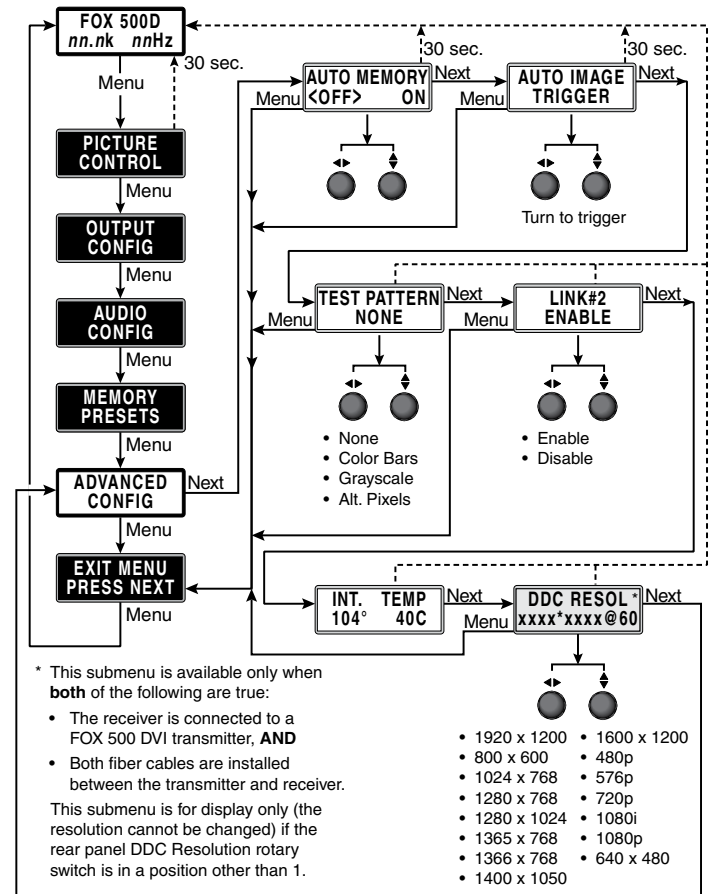 FOX 500D
nn.nk nnHz
30 sec.
30 sec.
30 sec.
Menu
AUTO MEMORY
<OFF> ON
Next
Menu
AUTO IMAGE
TRIGGER
Next
Menu
PICTURE
CONTROL
Menu
Turn to trigger
OUTPUT
CONFIG
Menu
TEST PATTERN
NONE
Next
Menu
LINK#2
ENABLE
Next
Menu
AUDIO
CONFIG
Menu
MEMORY
PRESETS
Menu
• None
• Color Bars
• Grayscale
• Alt. Pixels
• Enable
• Disable
ADVANCED
CONFIG
Next
Menu
EXIT MENU
PRESS NEXT
Menu
INT. TEMP
104° 40C
Next
Menu
DDC RESOL *
xxxx*xxxx@60
Next
* This submenu is available only when
both of the following are true:
• The receiver is connected to a
FOX 500 DVI transmitter, AND
• Both fiber cables are installed
between the transmitter and receiver.
This submenu is for display only (the
resolution cannot be changed) if the
rear panel DDC Resolution rotary
switch is in a position other than 1.
• 1920 x 1200
• 800 x 600
• 1024 x 768
• 1280 x 768
• 1280 x 1024
• 1365 x 768
• 1366 x 768
• 1400 x 1050
• 1600 x 1200
• 480p
• 576p
• 720p
• 1080i
• 1080p
• 640 x 480